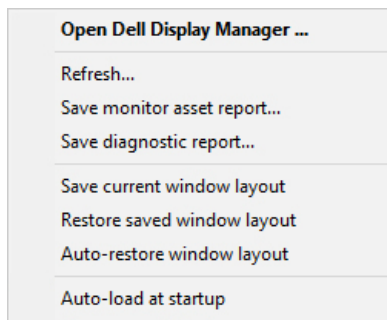 Open Dell Display Manager ...
Refresh...
Save monitor asset report...
Save diagnostic report...
Save current window layout
Restore saved window layout
Auto-restore window layout
Auto-load at startup